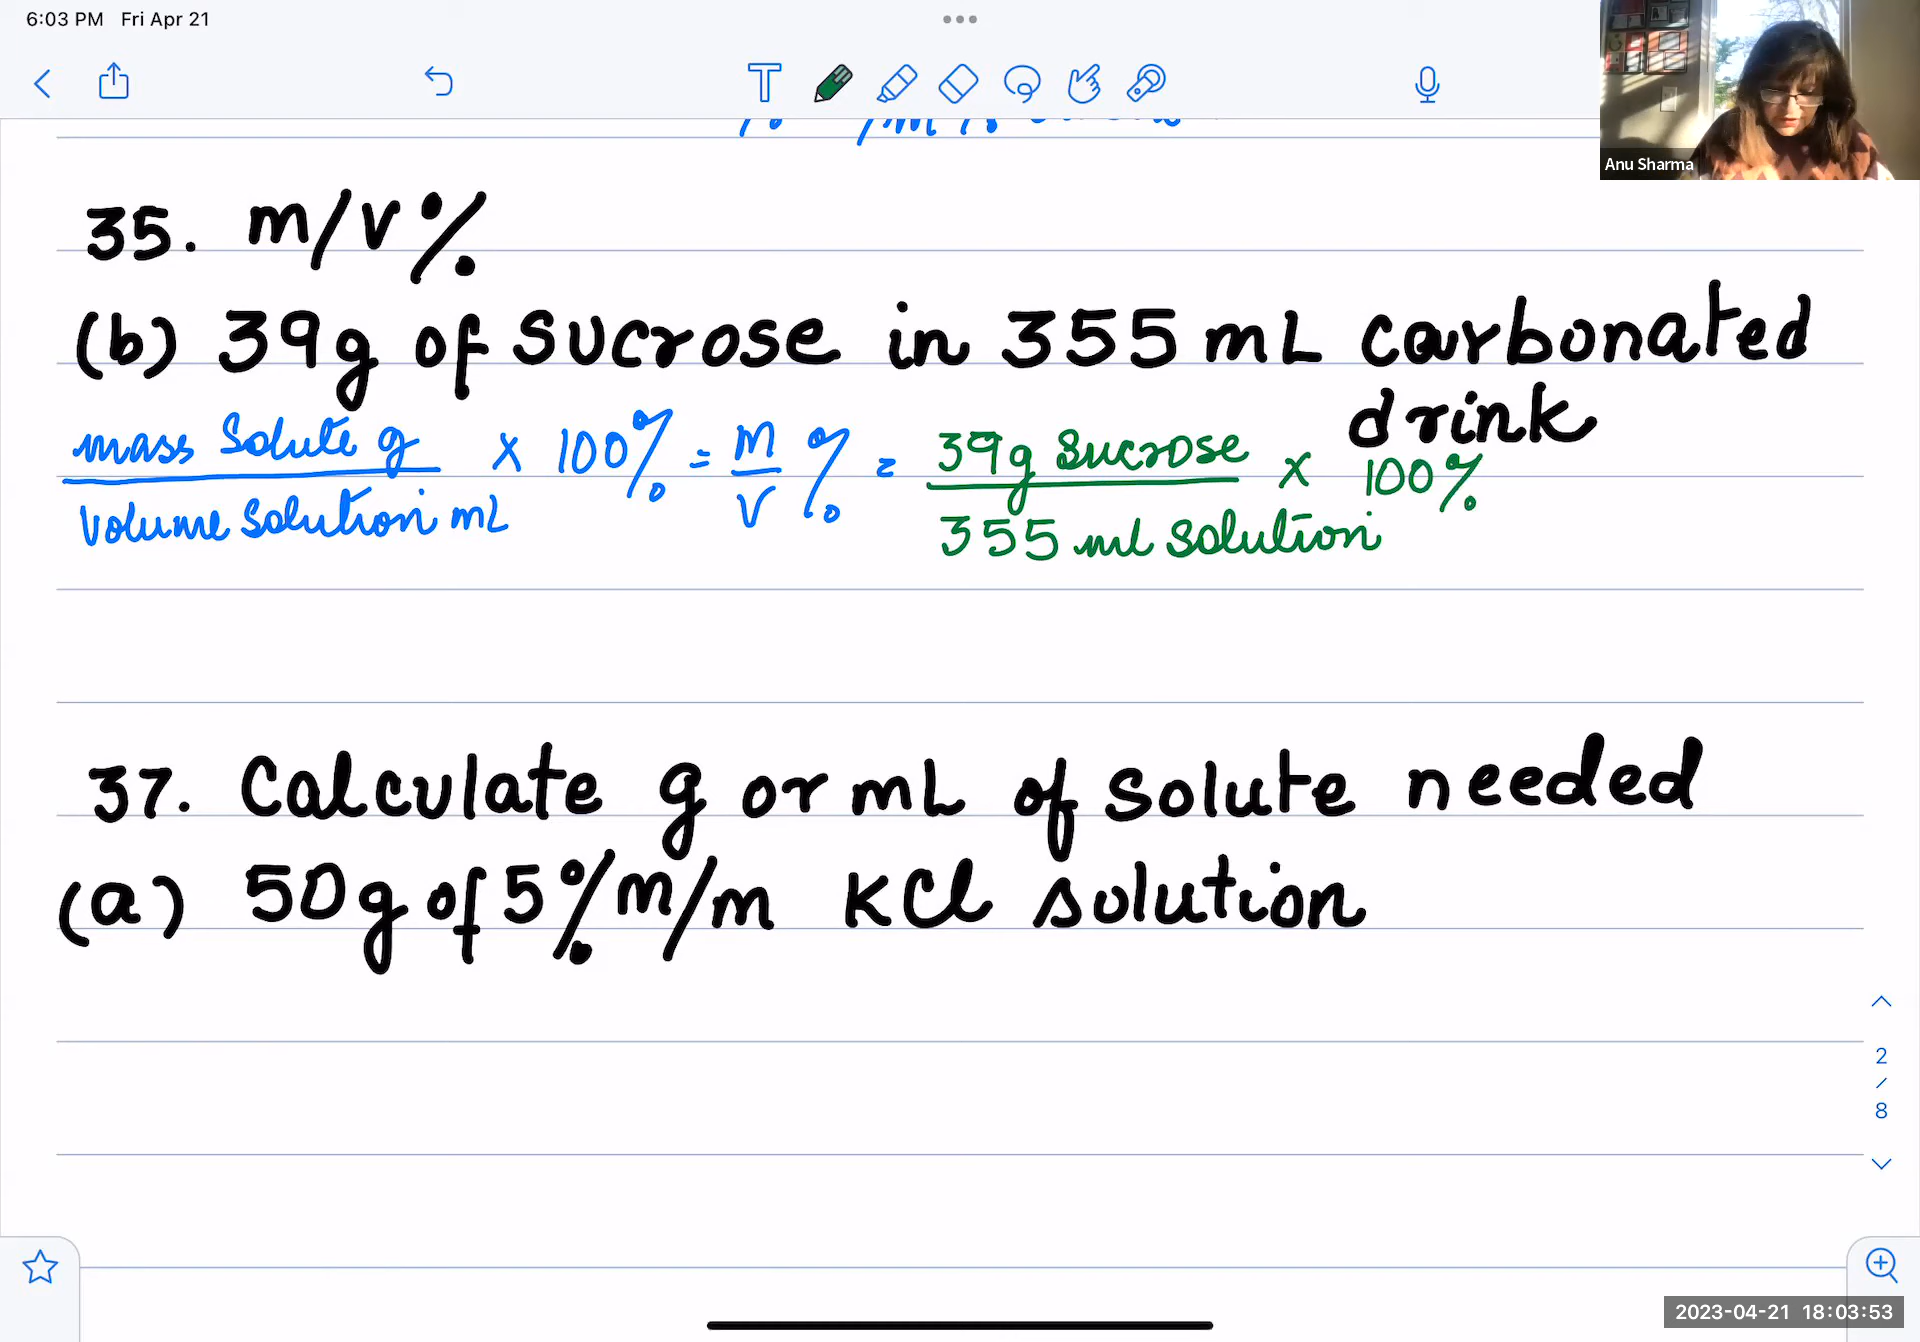 6:03 PM Fri Apr 21
Anu Sharma
35. m/v %
(b) 39g of sucrose in 355 mL carbonated
drink
mass solute g / volume solution mL × 100% = m/v % = 39g sucrose / 355 ml solution × 100%
37. Calculate g or mL of solute needed
(a) 50g of 5% m/m KCl solution
2
/
8
2023-04-21 18:03:53